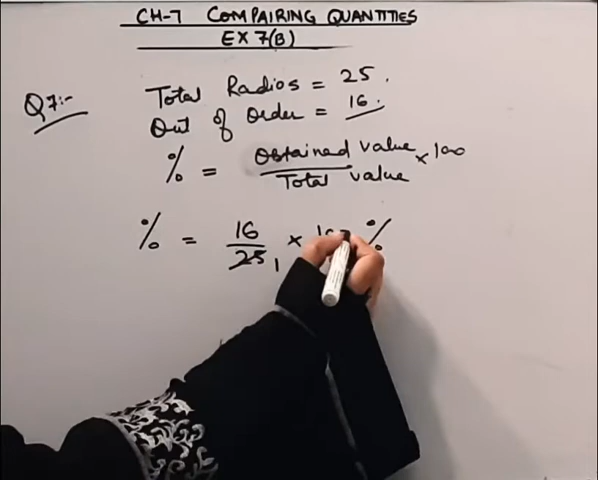 CH-7 COMPAIRING QUANTITIES
EX 7(B)
Q7:- Total Radios = 25.
Out of order = 16.
% = Obtained value / Total value × 100
% = 16/25 1 × 100 %